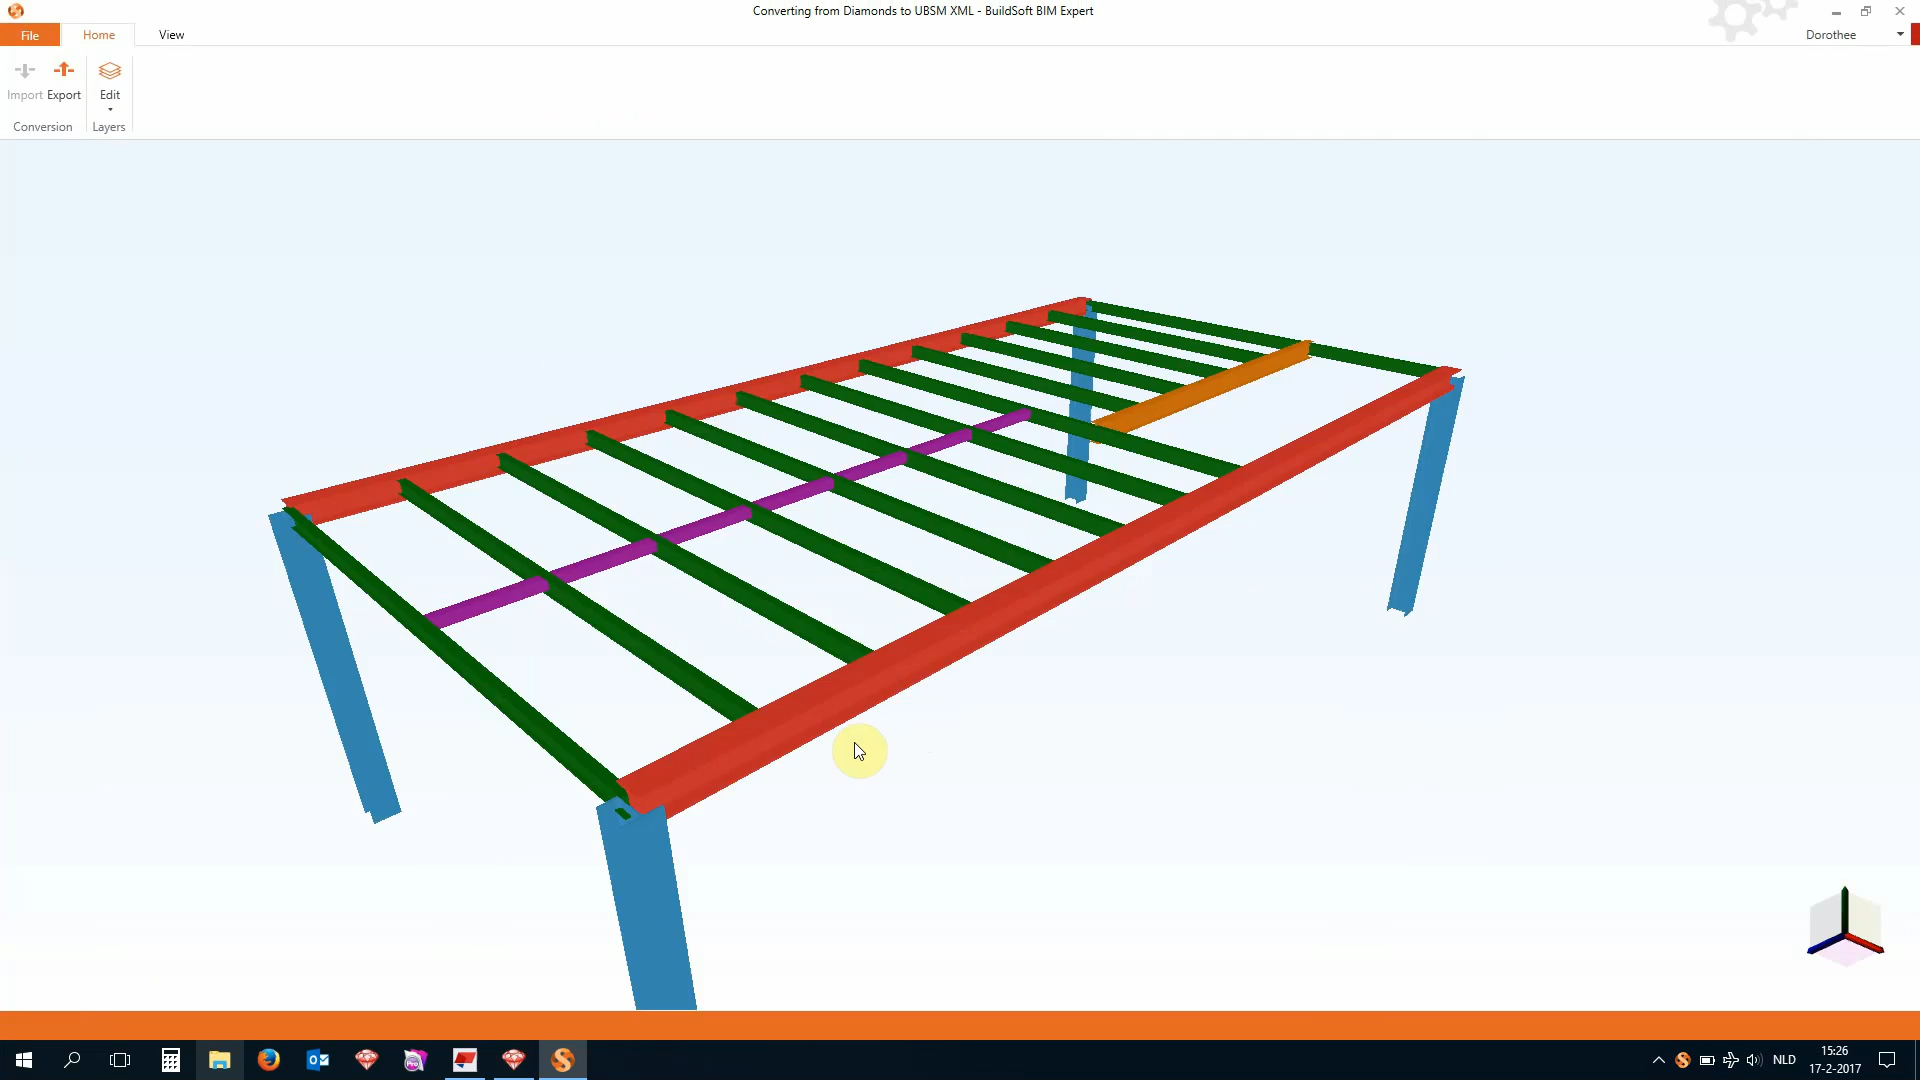 Converting from Diamonds to UBSM XML - BuildSoft BIM Expert
File Home View
Dorothee
Import Export Edit
Conversion Layers
Pro
NLD
15:26
17-2-2017